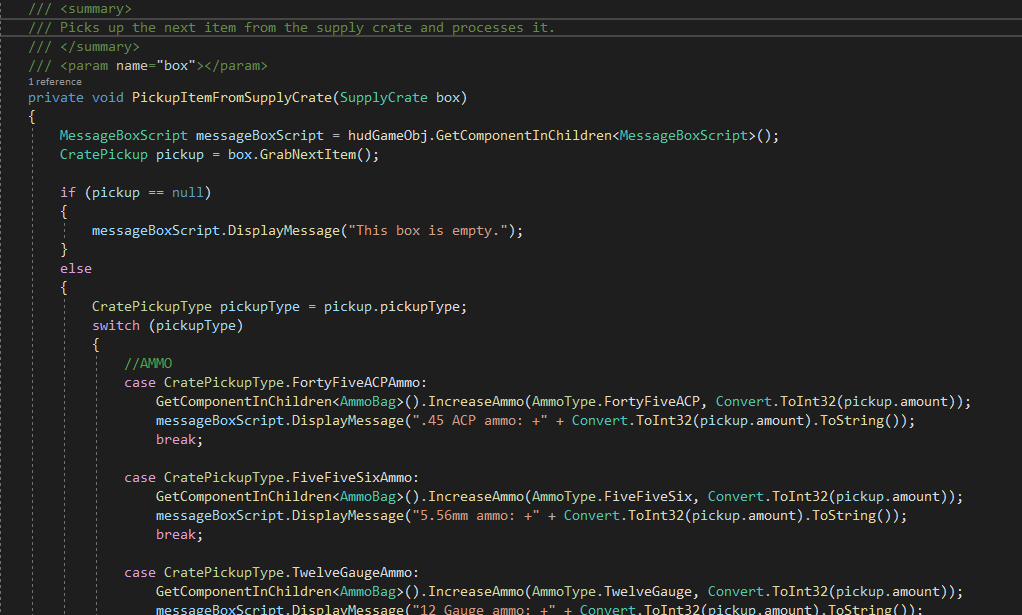 /// <summary>
/// Picks up the next item from the supply crate and processes it.
/// </summary>
/// <param name="box"></param>
1 reference
private void PickupItemFromSupplyCrate(SupplyCrate box)
{
    MessageBoxScript messageBoxScript = hudGameObj.GetComponentInChildren<MessageBoxScript>();
    CratePickup pickup = box.GrabNextItem();

    if (pickup == null)
    {
        messageBoxScript.DisplayMessage("This box is empty.");
    }
    else
    {
        CratePickupType pickupType = pickup.pickupType;
        switch (pickupType)
        {
            //AMMO
            case CratePickupType.FortyFiveACPAmmo:
                GetComponentInChildren<AmmoBag>().IncreaseAmmo(AmmoType.FortyFiveACP, Convert.ToInt32(pickup.amount));
                messageBoxScript.DisplayMessage(".45 ACP ammo: +" + Convert.ToInt32(pickup.amount).ToString());
                break;

            case CratePickupType.FiveFiveSixAmmo:
                GetComponentInChildren<AmmoBag>().IncreaseAmmo(AmmoType.FiveFiveSix, Convert.ToInt32(pickup.amount));
                messageBoxScript.DisplayMessage("5.56mm ammo: +" + Convert.ToInt32(pickup.amount).ToString());
                break;

            case CratePickupType.TwelveGaugeAmmo:
                GetComponentInChildren<AmmoBag>().IncreaseAmmo(AmmoType.TwelveGauge, Convert.ToInt32(pickup.amount));
                messageBoxScript.DisplayMessage("12 Gauge ammo: +" + Convert.ToInt32(pickup.amount).ToString());